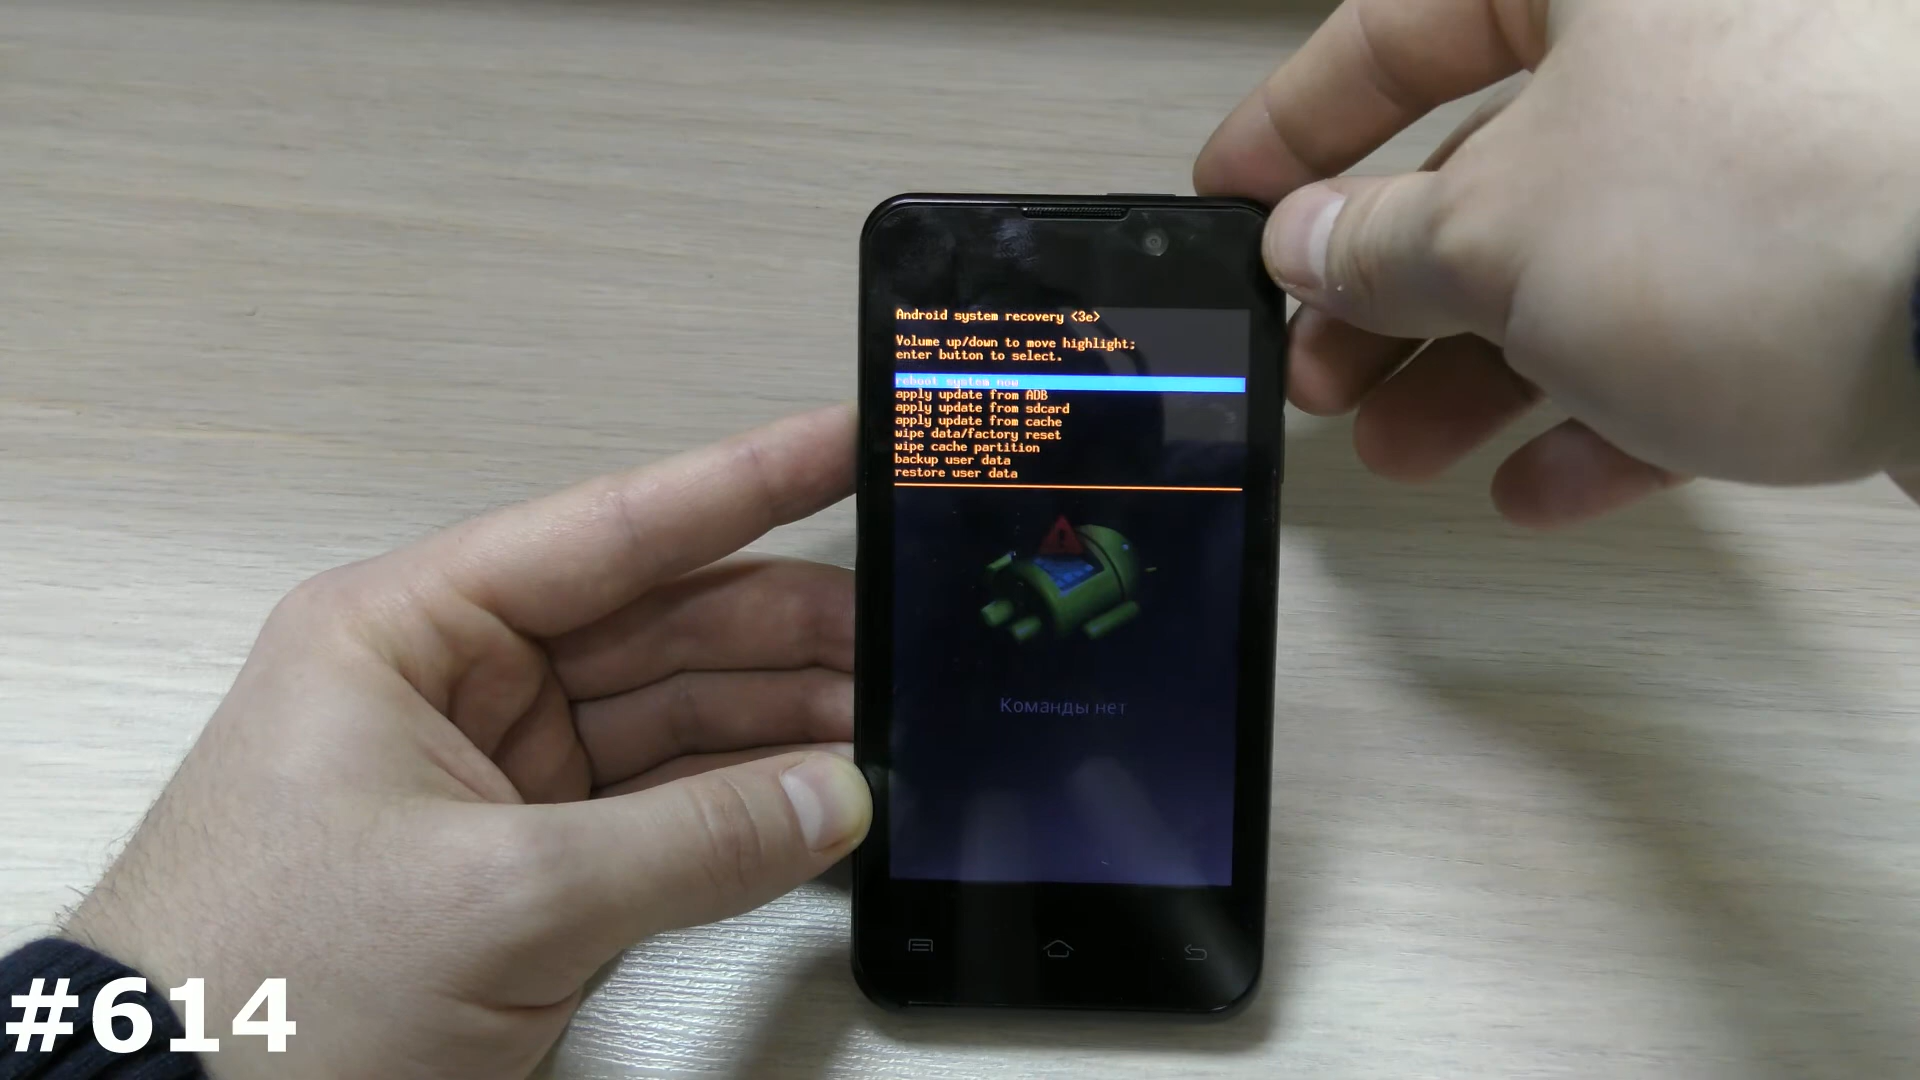 Android system recovery <3e>
Volume up/down to move highlight;
enter button to select.
reboot system now
apply update from ADB
apply update from sdcard
apply update from cache
wipe data/factory reset
wipe cache partition
backup user data
restore user data
Команды нет
#614